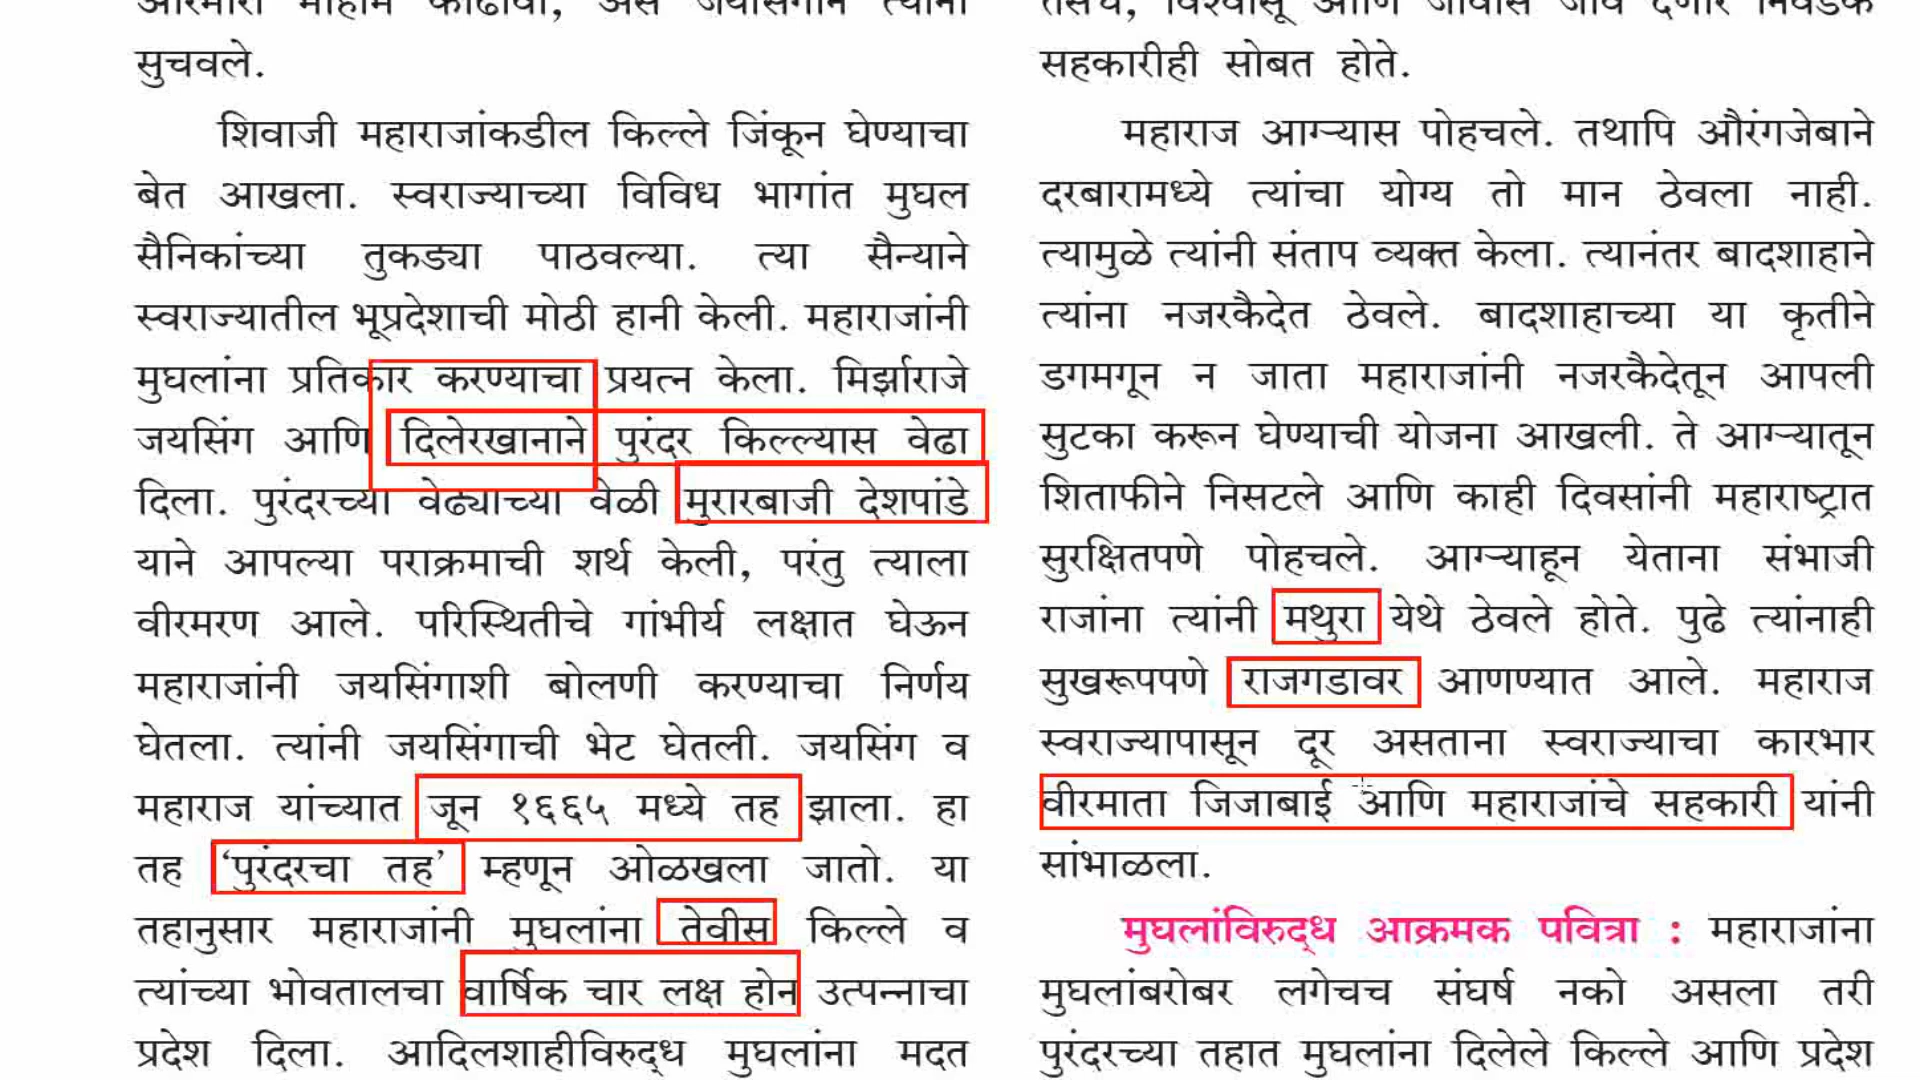 सुचवले.
शिवाजी महाराजांकडील किल्ले जिंकून घेण्याचा
बेत आखला. स्वराज्याच्या विविध भागांत मुघल
सैनिकांच्या तुकड्या पाठवल्या. त्या सैन्याने
स्वराज्यातील भूप्रदेशाची मोठी हानी केली. महाराजांनी
मुघलांना प्रतिकार करण्याचा प्रयत्न केला. मिर्झाराजे
जयसिंग आणि दिलेरखानाने पुरंदर किल्ल्यास वेढा
दिला. पुरंदरच्या वेढ्याच्या वेळी मुरारबाजी देशपांडे
याने आपल्या पराक्रमाची शर्थ केली, परंतु त्याला
वीरमरण आले. परिस्थितीचे गांभीर्य लक्षात घेऊन
महाराजांनी जयसिंगाशी बोलणी करण्याचा निर्णय
घेतला. त्यांनी जयसिंगाची भेट घेतली. जयसिंग व
महाराज यांच्यात जून १६६५ मध्ये तह झाला. हा
तह ‘पुरंदरचा तह’ म्हणून ओळखला जातो. या
तहानुसार महाराजांनी मुघलांना तेवीस किल्ले व
त्यांच्या भोवतालचा वार्षिक चार लक्ष होन उत्पन्नाचा
प्रदेश दिला. आदिलशाहीविरुद्ध मुघलांना मदत
सहकारीही सोबत होते.
महाराज आग्ऱ्यास पोहचले. तथापि औरंगजेबाने
दरबारामध्ये त्यांचा योग्य तो मान ठेवला नाही.
त्यामुळे त्यांनी संताप व्यक्त केला. त्यानंतर बादशाहाने
त्यांना नजरकैदेत ठेवले. बादशाहाच्या या कृतीने
डगमगून न जाता महाराजांनी नजरकैदेतून आपली
सुटका करून घेण्याची योजना आखली. ते आग्ऱ्यातून
शिताफीने निसटले आणि काही दिवसांनी महाराष्ट्रात
सुरक्षितपणे पोहचले. आग्ऱ्याहून येताना संभाजी
राजांना त्यांनी मथुरा येथे ठेवले होते. पुढे त्यांनाही
सुखरूपपणे राजगडावर आणण्यात आले. महाराज
स्वराज्यापासून दूर असताना स्वराज्याचा कारभार
वीरमाता जिजाबाई आणि महाराजांचे सहकारी यांनी
सांभाळला.
मुघलांविरुद्ध आक्रमक पवित्रा : महाराजांना
मुघलांबरोबर लगेचच संघर्ष नको असला तरी
पुरंदरच्या तहात मुघलांना दिलेले किल्ले आणि प्रदेश